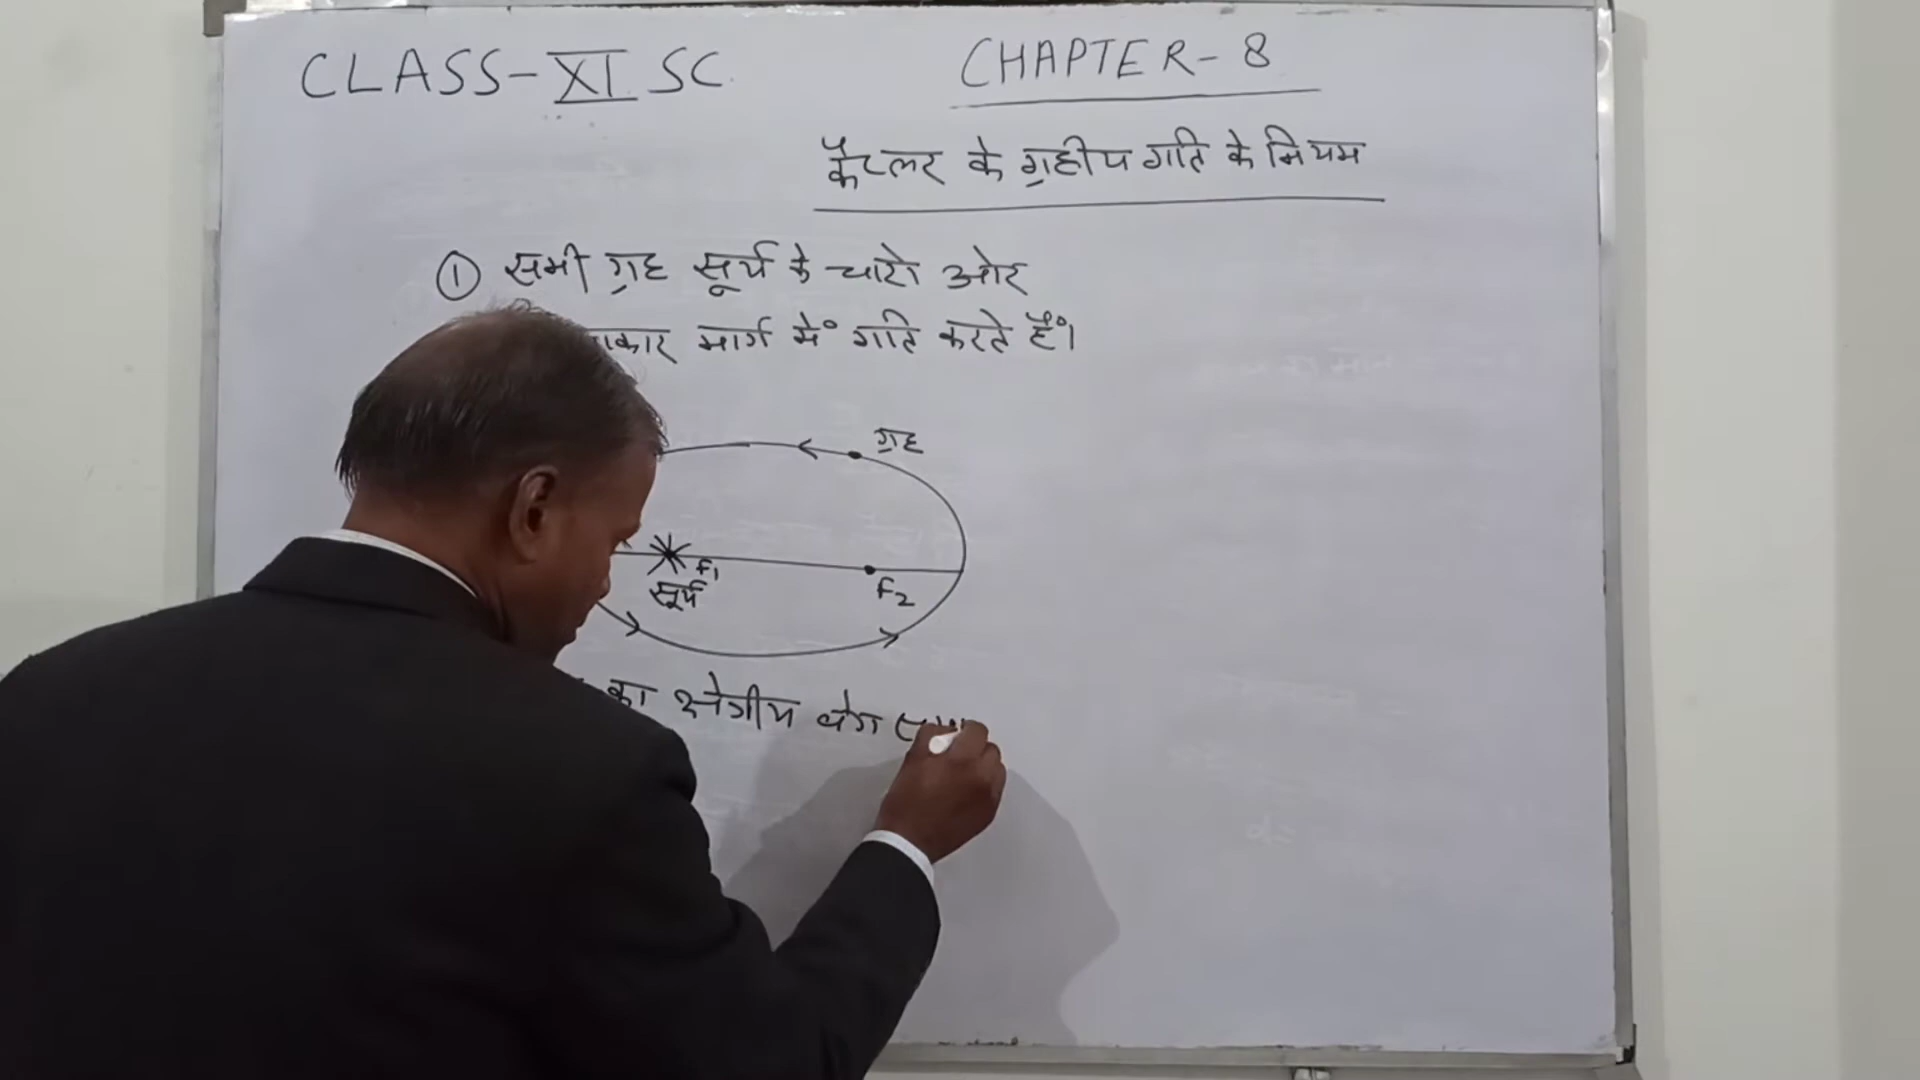 CLASS-XI SC
CHAPTER-8
कैप्लर के ग्रहीय गति के नियम
① सभी ग्रह सूर्य के चारो ओर
ाकार मार्ग में गति करते हैं।
ग्रह
F1
सूर्य
F2
का क्षेत्रीय वेग